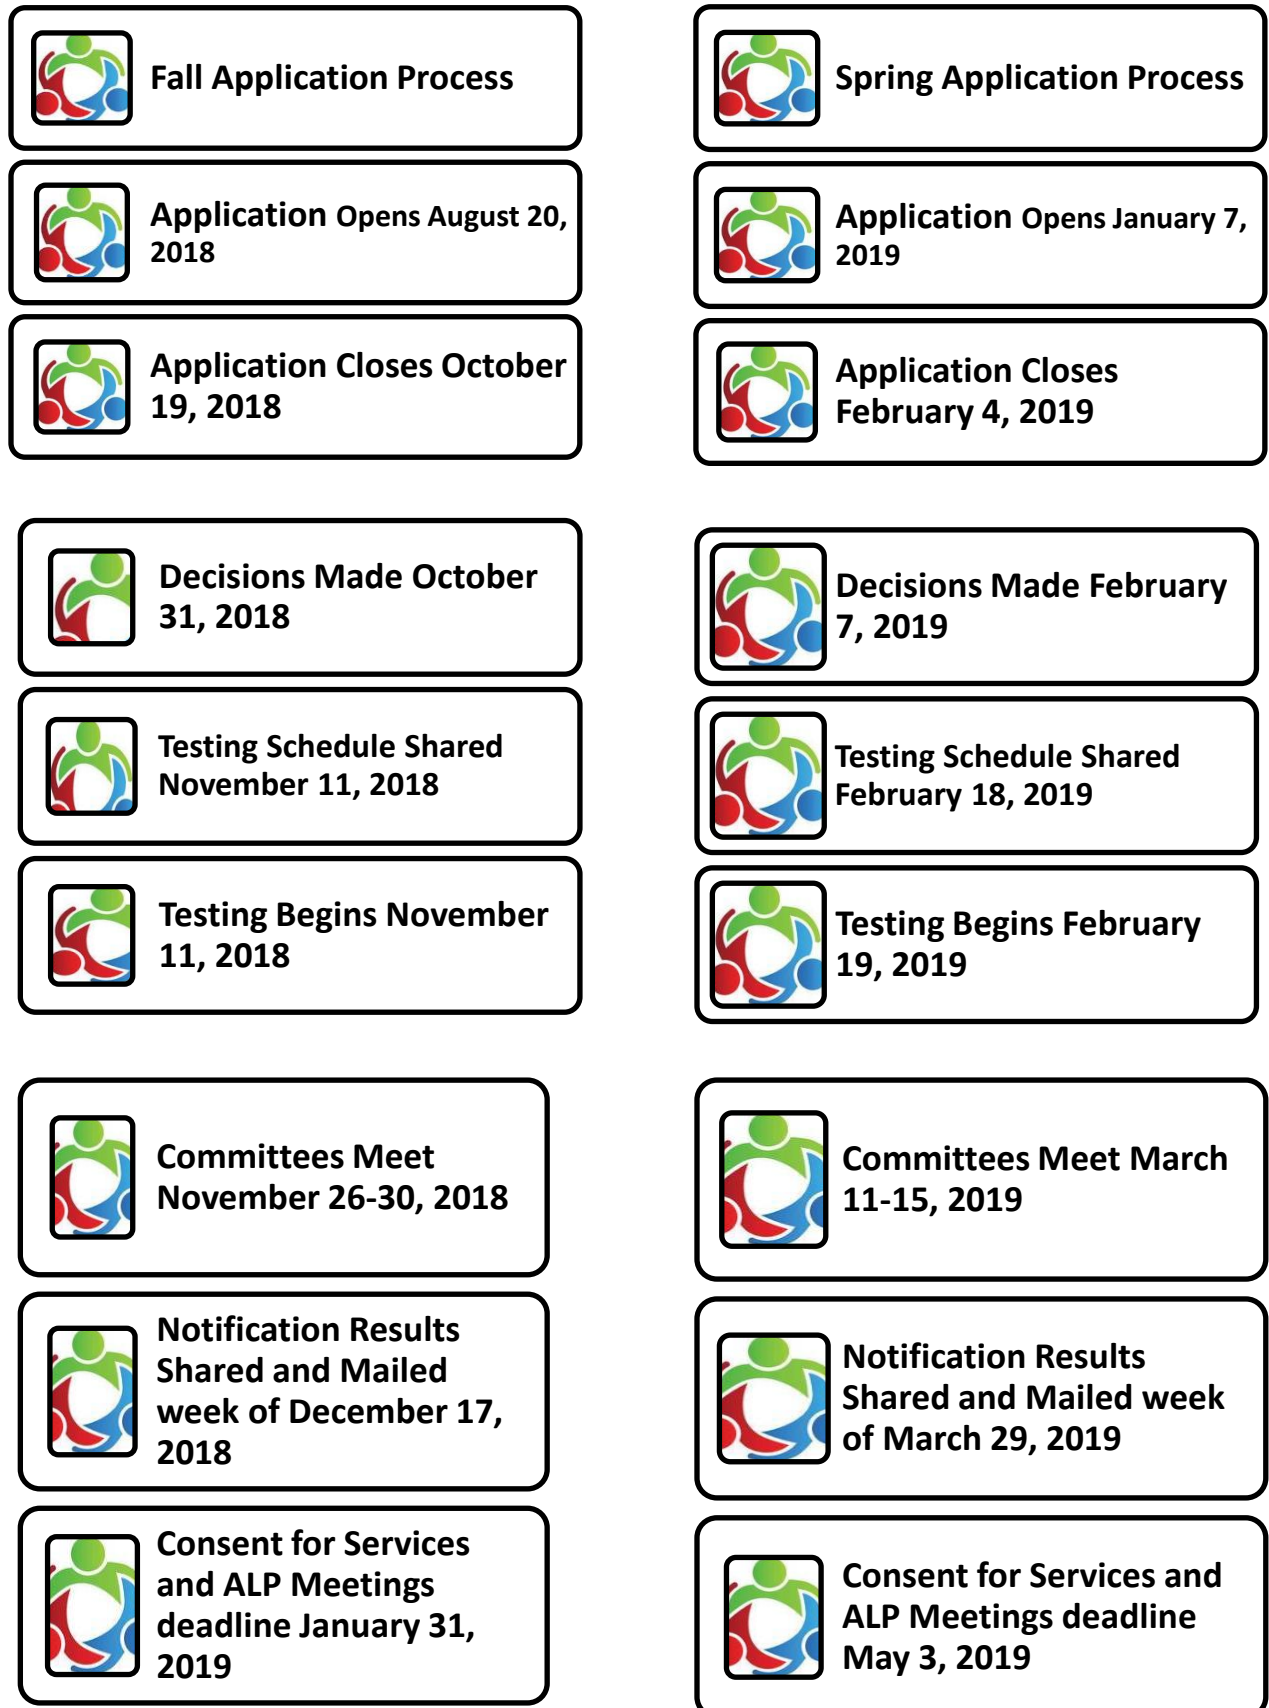 Fall Application Process
Application Opens August 20,
2018
Application Closes October
19, 2018
Decisions Made October
31, 2018
Testing Schedule Shared
November 11, 2018
Testing Begins November
11, 2018
Committees Meet
November 26-30, 2018
Notification Results
Shared and Mailed
week of December 17,
2018
Consent for Services
and ALP Meetings
deadline January 31,
2019
Spring Application Process
Application Opens January 7,
2019
Application Closes
February 4, 2019
Decisions Made February
7, 2019
Testing Schedule Shared
February 18, 2019
Testing Begins February
19, 2019
Committees Meet March
11-15, 2019
Notification Results
Shared and Mailed week
of March 29, 2019
Consent for Services and
ALP Meetings deadline
May 3, 2019